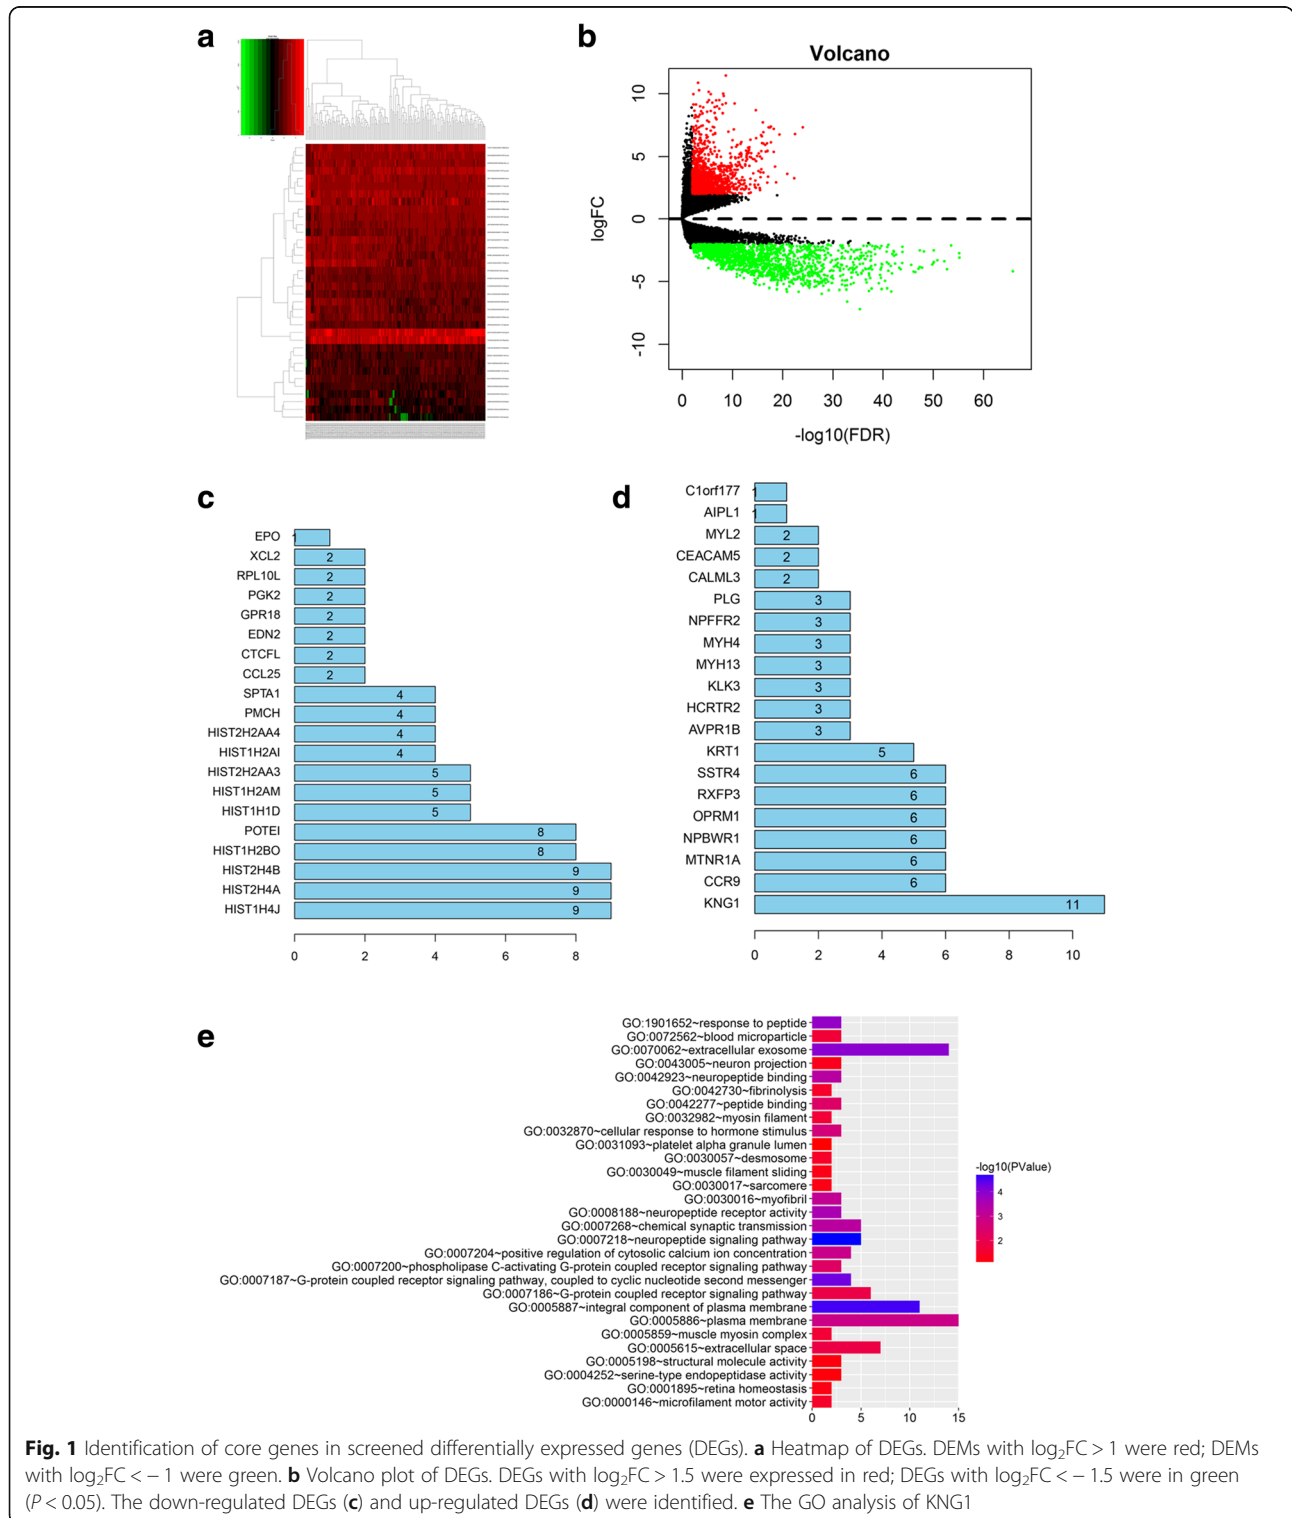 a
b
Volcano
logFC
10
5
0
-5
-10
0 10 20 30 40 50 60
-log10(FDR)
c
EPO 1
XCL2 2
RPL10L 2
PGK2 2
GPR18 2
EDN2 2
CTCFL 2
CCL25 2
SPTA1 4
PMCH 4
HIST2H2AA4 4
HIST1H2AI 4
HIST2H2AA3 5
HIST1H2AM 5
HIST1H1D 5
POTEI 8
HIST1H2BO 8
HIST2H4B 9
HIST2H4A 9
HIST1H4J 9
0 2 4 6 8
d
C1orf177 1
AIPL1 1
MYL2 2
CEACAM5 2
CALML3 2
PLG 3
NPFFR2 3
MYH4 3
MYH13 3
KLK3 3
HCRTR2 3
AVPR1B 3
KRT1 5
SSTR4 6
RXFP3 6
OPRM1 6
NPBWR1 6
MTNR1A 6
CCR9 6
KNG1 11
0 2 4 6 8 10
e
GO:1901652~response to peptide
GO:0072562~blood microparticle
GO:0070062~extracellular exosome
GO:0043005~neuron projection
GO:0042923~neuropeptide binding
GO:0042730~fibrinolysis
GO:0042277~peptide binding
GO:0032982~myosin filament
GO:0032870~cellular response to hormone stimulus
GO:0031093~platelet alpha granule lumen
GO:0030057~desmosome
GO:0030049~muscle filament sliding
GO:0030017~sarcomere
GO:0030016~myofibril
GO:0008188~neuropeptide receptor activity
GO:0007268~chemical synaptic transmission
GO:0007218~neuropeptide signaling pathway
GO:0007204~positive regulation of cytosolic calcium ion concentration
GO:0007200~phospholipase C-activating G-protein coupled receptor signaling pathway
GO:0007187~G-protein coupled receptor signaling pathway, coupled to cyclic nucleotide second messenger
GO:0007186~G-protein coupled receptor signaling pathway
GO:0005887~integral component of plasma membrane
GO:0005886~plasma membrane
GO:0005859~muscle myosin complex
GO:0005615~extracellular space
GO:0005198~structural molecule activity
GO:0004252~serine-type endopeptidase activity
GO:0001895~retina homeostasis
GO:0000146~microfilament motor activity
0 5 10 15
-log10(PValue)
4
3
2
Fig. 1 Identification of core genes in screened differentially expressed genes (DEGs). a Heatmap of DEGs. DEMs with log₂FC > 1 were red; DEMs
with log₂FC < − 1 were green. b Volcano plot of DEGs. DEGs with log₂FC > 1.5 were expressed in red; DEGs with log₂FC < − 1.5 were in green
(P < 0.05). The down-regulated DEGs (c) and up-regulated DEGs (d) were identified. e The GO analysis of KNG1